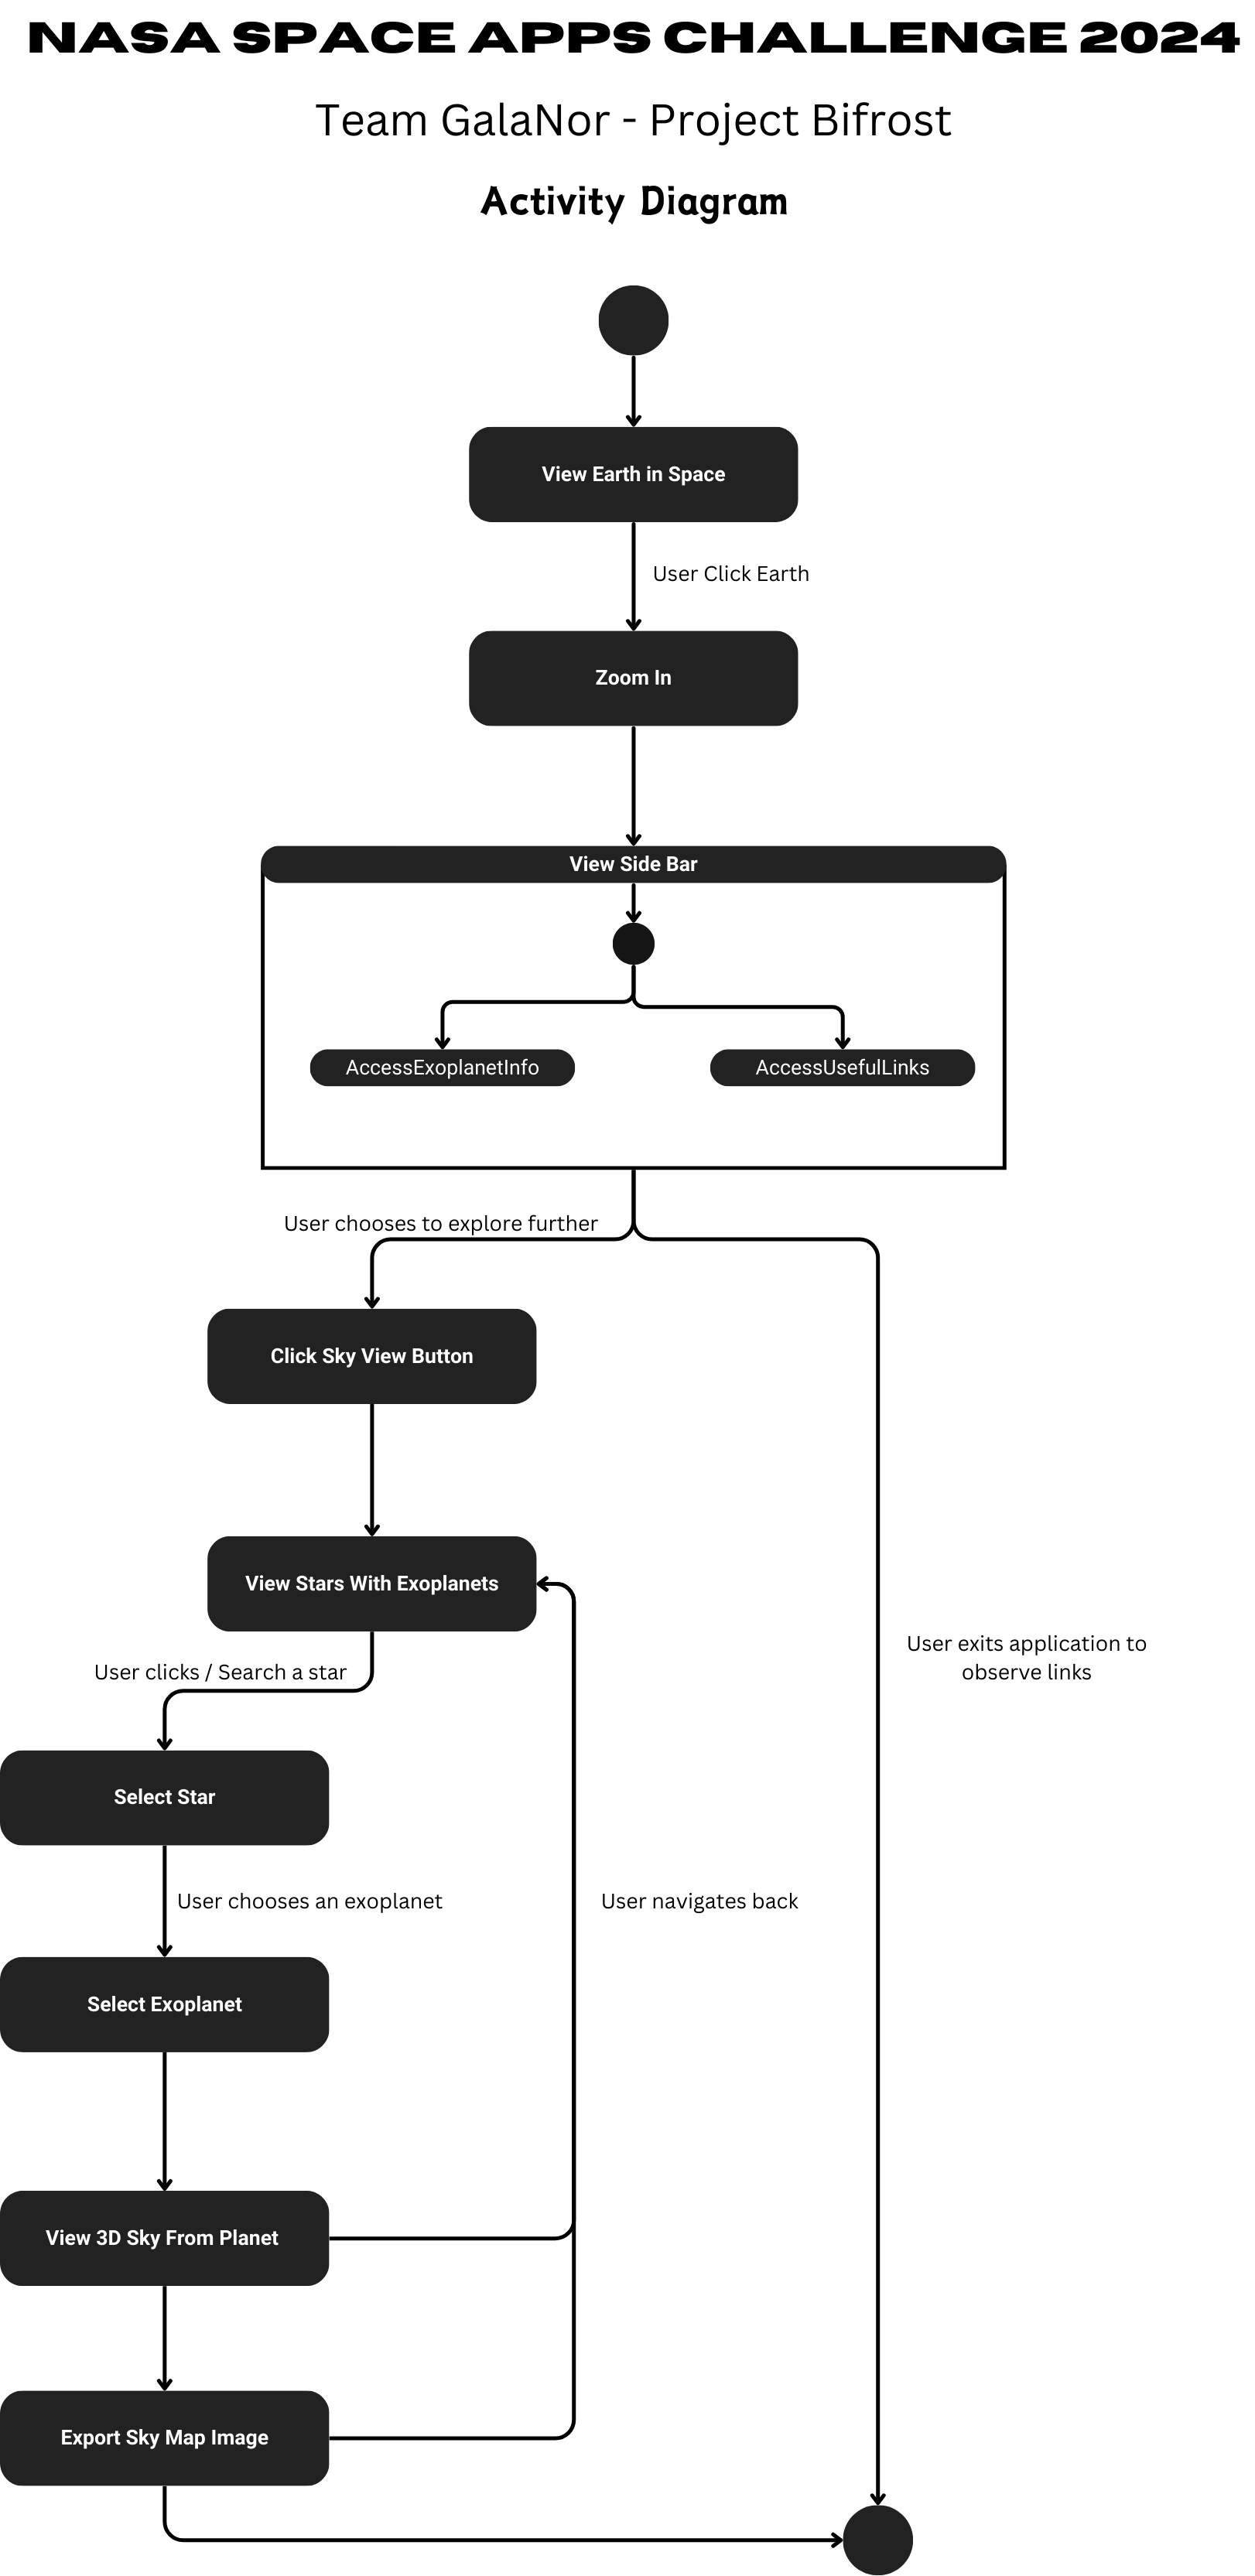 NASA SPACE APPS CHALLENGE 2024
Team GalaNor - Project Bifrost
Activity Diagram
View Earth in Space
User Click Earth
Zoom In
View Side Bar
AccessExoplanetInfo
AccessUsefulLinks
User chooses to explore further
Click Sky View Button
View Stars With Exoplanets
User exits application to
observe links
User clicks / Search a star
Select Star
User chooses an exoplanet
User navigates back
Select Exoplanet
View 3D Sky From Planet
Export Sky Map Image